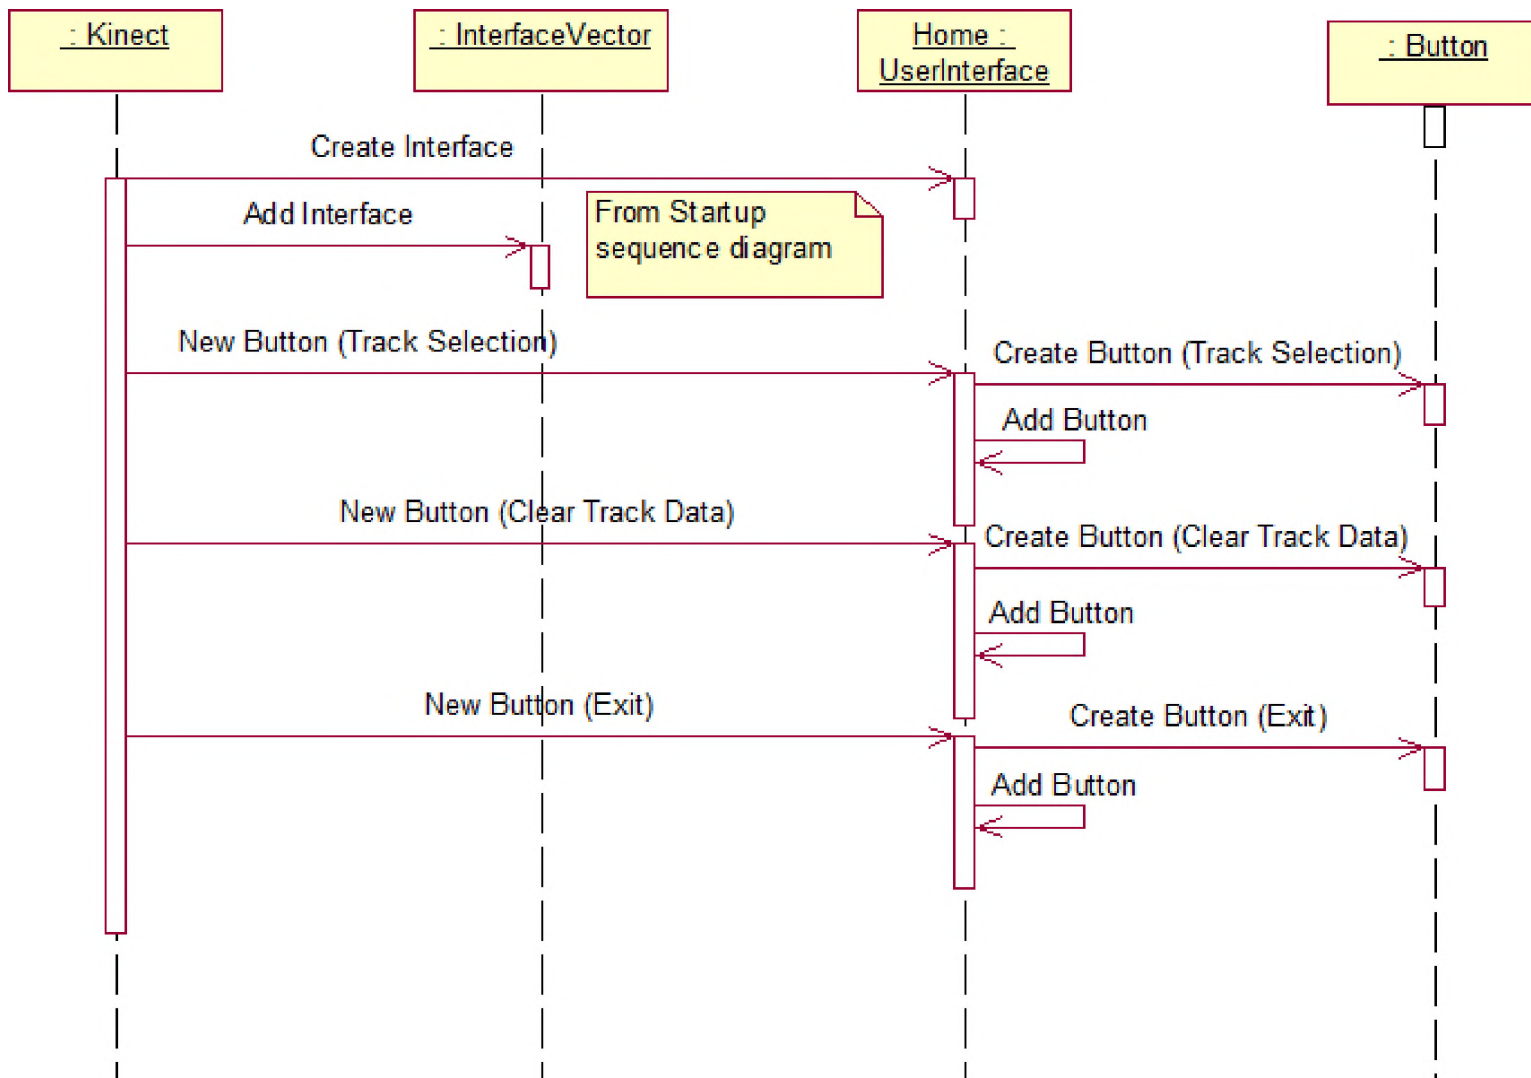 : Kinect
: InterfaceVector
Home :
UserInterface
: Button
Create Interface
Add Interface
From Startup
sequence diagram
New Button (Track Selection)
Create Button (Track Selection)
Add Button
New Button (Clear Track Data)
Create Button (Clear Track Data)
Add Button
New Button (Exit)
Create Button (Exit)
Add Button